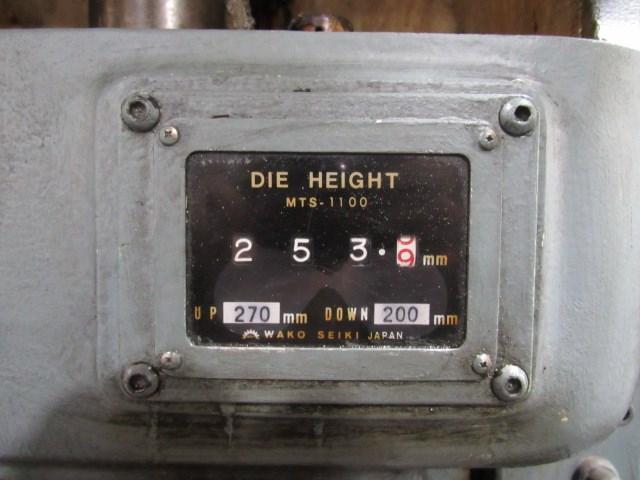 DIE HEIGHT
MTS-1100
2 5 3.9 mm
UP 270 mm DOWN 200 mm
WAKO SEIKI JAPAN